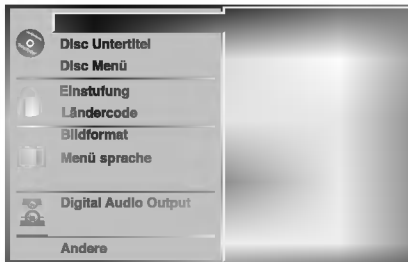 Disc Untertitel
Disc Menü
Einstufung
Ländercode
Bildformat
Menü sprache
Digital Audio Output
Andere